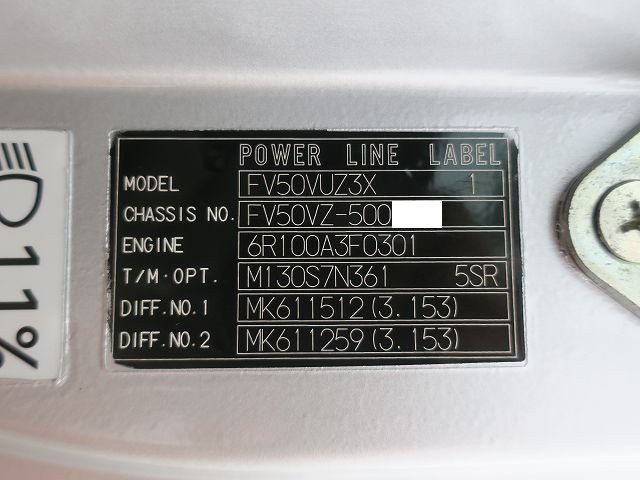 POWER LINE LABEL
MODEL FV50VUZ3X 1
CHASSIS NO. FV50VZ-500
ENGINE 6R100A3F0301
T/M·OPT. M130S7N361 5SR
DIFF.NO.1 MK611512(3.153)
DIFF.NO.2 MK611259(3.153)
11%